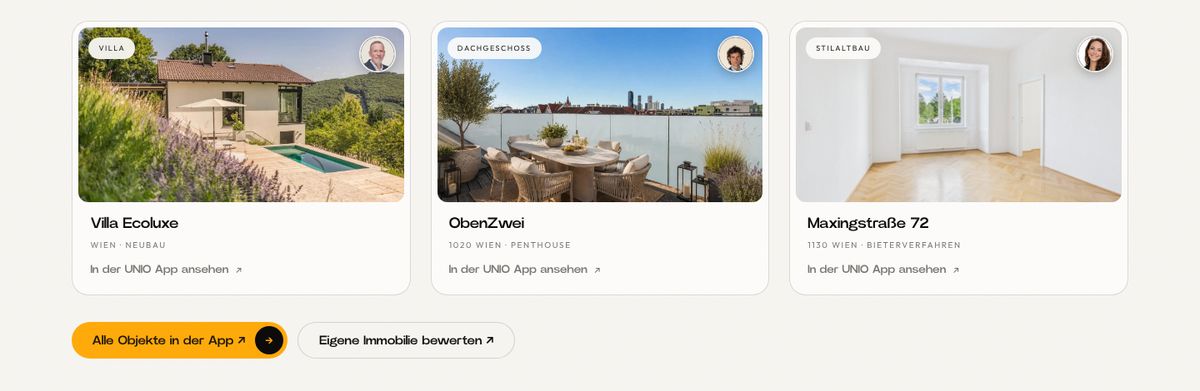 VILLA
DACHGESCHOSS
STILALTBAU
Villa Ecoluxe
WIEN · NEUBAU
In der UNIO App ansehen ↗
ObenZwei
1020 WIEN · PENTHOUSE
In der UNIO App ansehen ↗
Maxingstraße 72
1130 WIEN · BIETERVERFAHREN
In der UNIO App ansehen ↗
Alle Objekte in der App ↗ →
Eigene Immobilie bewerten ↗